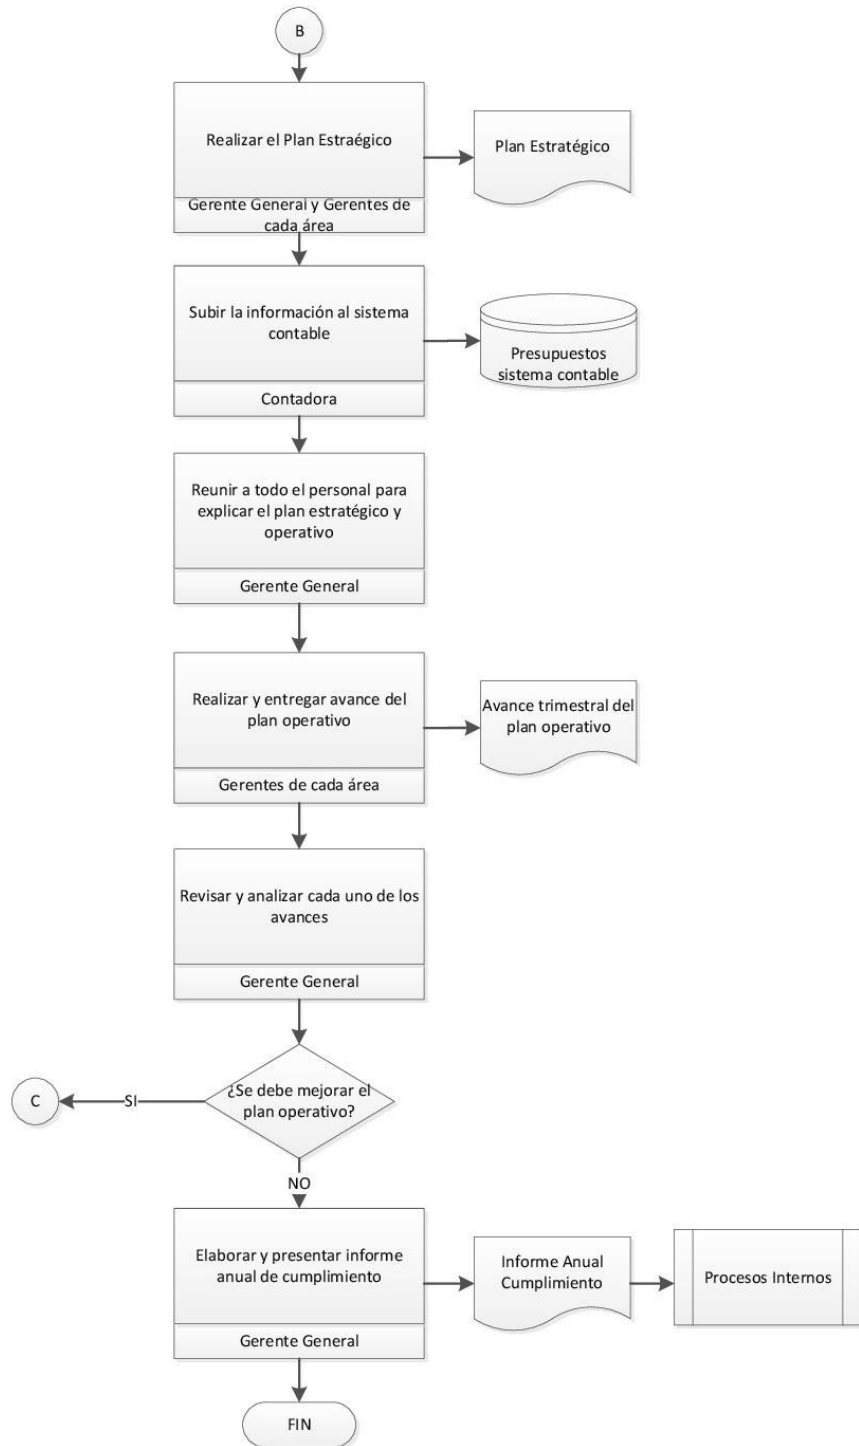 B
Realizar el Plan Estraégico
Gerente General y Gerentes de
cada área
Plan Estratégico
Subir la información al sistema
contable
Contadora
Presupuestos
sistema contable
Reunir a todo el personal para
explicar el plan estratégico y
operativo
Gerente General
Realizar y entregar avance del
plan operativo
Gerentes de cada área
Avance trimestral del
plan operativo
Revisar y analizar cada uno de los
avances
Gerente General
¿Se debe mejorar el
plan operativo?
SI
C
NO
Elaborar y presentar informe
anual de cumplimiento
Gerente General
Informe Anual
Cumplimiento
Procesos Internos
FIN